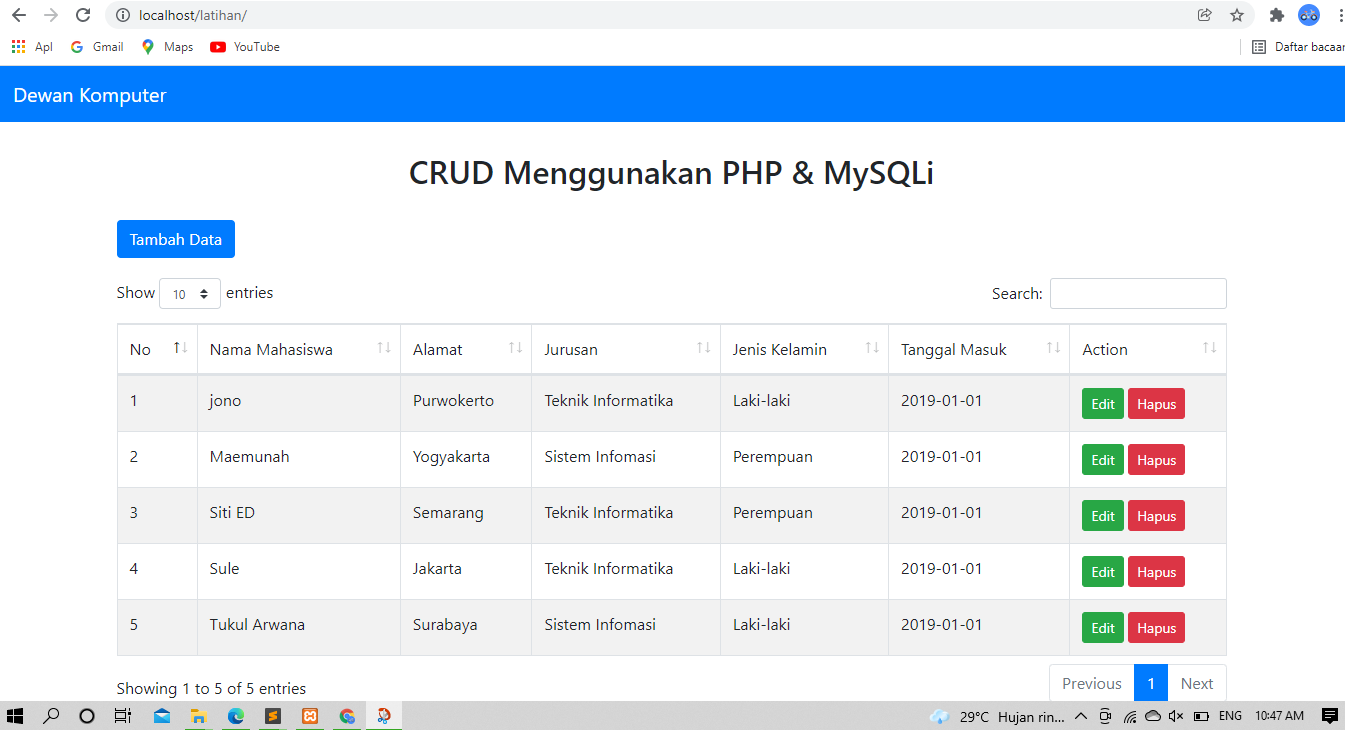 localhost/latihan/
Apl Gmail Maps YouTube Daftar bacaan
Dewan Komputer
CRUD Menggunakan PHP & MySQLi
Tambah Data
Show 10 entries Search:
No Nama Mahasiswa Alamat Jurusan Jenis Kelamin Tanggal Masuk Action
1 jono Purwokerto Teknik Informatika Laki-laki 2019-01-01 Edit Hapus
2 Maemunah Yogyakarta Sistem Infomasi Perempuan 2019-01-01 Edit Hapus
3 Siti ED Semarang Teknik Informatika Perempuan 2019-01-01 Edit Hapus
4 Sule Jakarta Teknik Informatika Laki-laki 2019-01-01 Edit Hapus
5 Tukul Arwana Surabaya Sistem Infomasi Laki-laki 2019-01-01 Edit Hapus
Showing 1 to 5 of 5 entries Previous 1 Next
29°C Hujan rin... ENG 10:47 AM